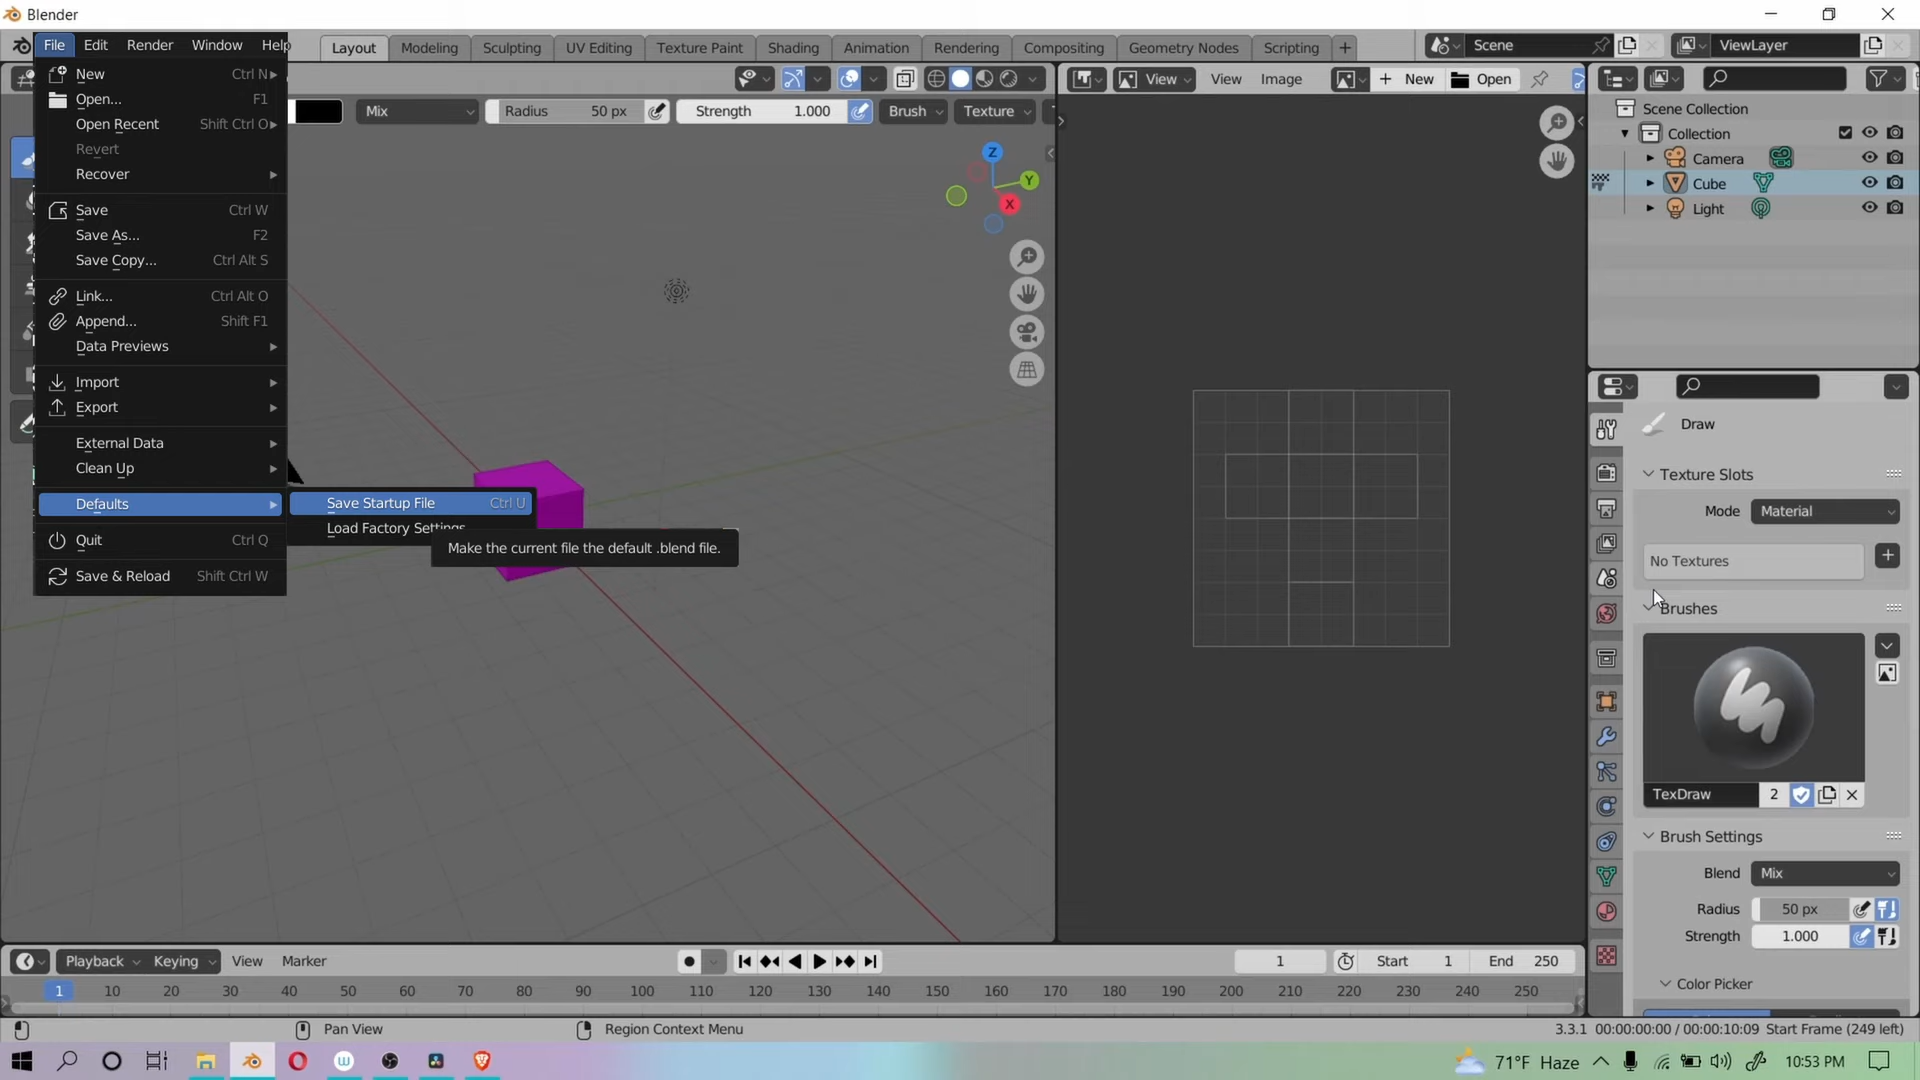 Blender
File Edit Render Window Help
Layout Modeling Sculpting UV Editing Texture Paint Shading Animation Rendering Compositing Geometry Nodes Scripting +
Scene
ViewLayer
New Ctrl N
Open... F1
Open Recent Shift Ctrl O
Revert
Recover
Save Ctrl W
Save As... F2
Save Copy... Ctrl Alt S
Link... Ctrl Alt O
Append... Shift F1
Data Previews
Import
Export
External Data
Clean Up
Defaults
Quit Ctrl Q
Save & Reload Shift Ctrl W
Save Startup File Ctrl U
Load Factory Settings
Make the current file the default .blend file.
Mix
Radius 50 px
Strength 1.000
Brush
Texture
Z
Y
X
View View Image + New Open
Scene Collection
Collection
Camera
Cube
Light
Draw
Texture Slots
Mode Material
No Textures
Brushes
TexDraw 2
Brush Settings
Blend Mix
Radius 50 px
Strength 1.000
Color Picker
Playback Keying View Marker
1 Start 1 End 250
1 10 20 30 40 50 60 70 80 90 100 110 120 130 140 150 160 170 180 190 200 210 220 230 240 250
Pan View
Region Context Menu
3.3.1 00:00:00:00 / 00:00:10:09 Start Frame (249 left)
71°F Haze
10:53 PM